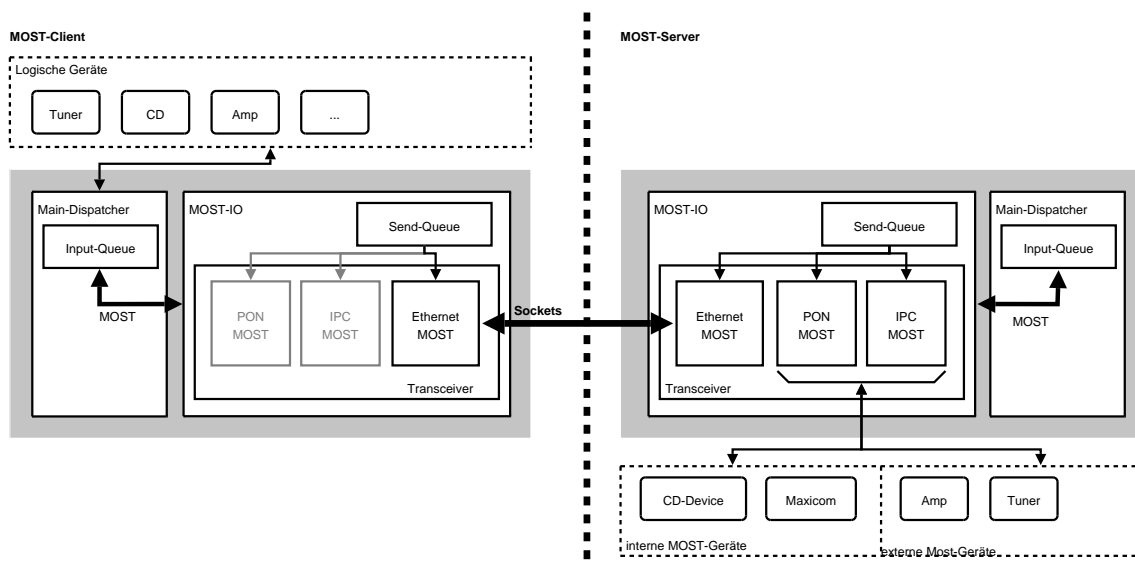 MOST-Client
Logische Geräte
Tuner
CD
Amp
...
Main-Dispatcher
Input-Queue
MOST
MOST-IO
Send-Queue
PON
MOST
IPC
MOST
Ethernet
MOST
Transceiver
Sockets
MOST-Server
MOST-IO
Send-Queue
Ethernet
MOST
PON
MOST
IPC
MOST
Transceiver
Main-Dispatcher
Input-Queue
MOST
CD-Device
Maxicom
interne MOST-Geräte
Amp
Tuner
externe Most-Geräte